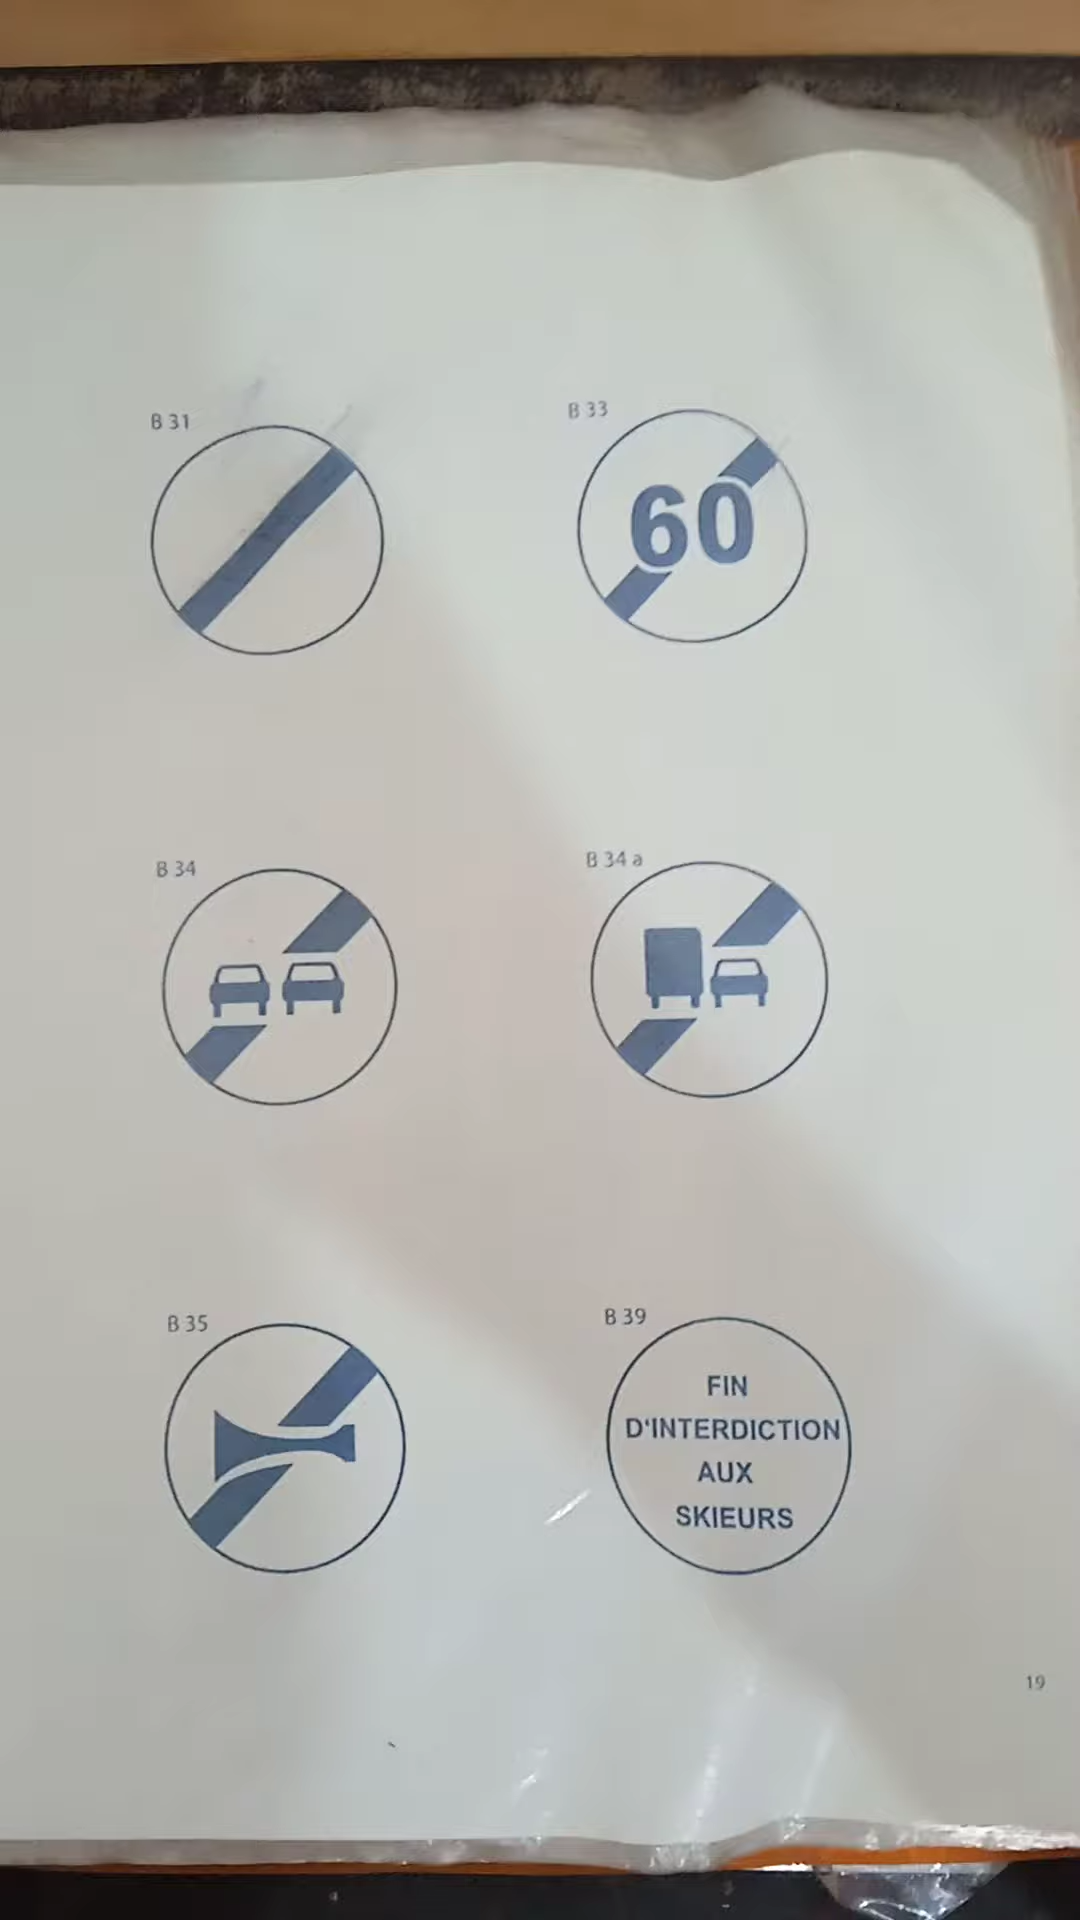 B 31
B 33
60
B 34
B 34 a
B 35
B 39
FIN
D'INTERDICTION
AUX
SKIEURS
19